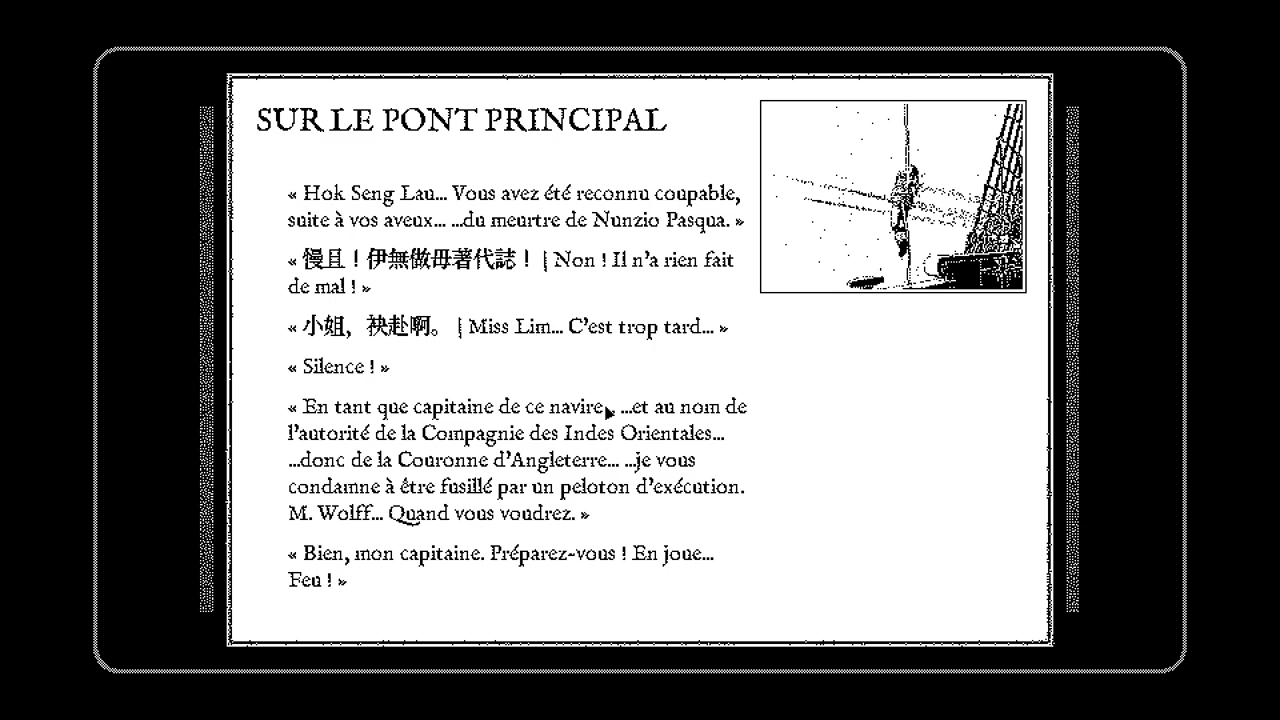 SUR LE PONT PRINCIPAL
« Hok Seng Lau... Vous avez été reconnu coupable,
suite à vos aveux... ...du meurtre de Nunzio Pasqua. »
« 慢且！伊無做毋著代誌！ | Non ! Il n'a rien fait
de mal ! »
« 小姐，袂赴啊。 | Miss Lim... C'est trop tard... »
« Silence ! »
« En tant que capitaine de ce navire... ...et au nom de
l'autorité de la Compagnie des Indes Orientales...
...donc de la Couronne d'Angleterre... ...je vous
condamne à être fusillé par un peloton d'exécution.
M. Wolff... Quand vous voudrez. »
« Bien, mon capitaine. Préparez-vous ! En joue...
Feu ! »